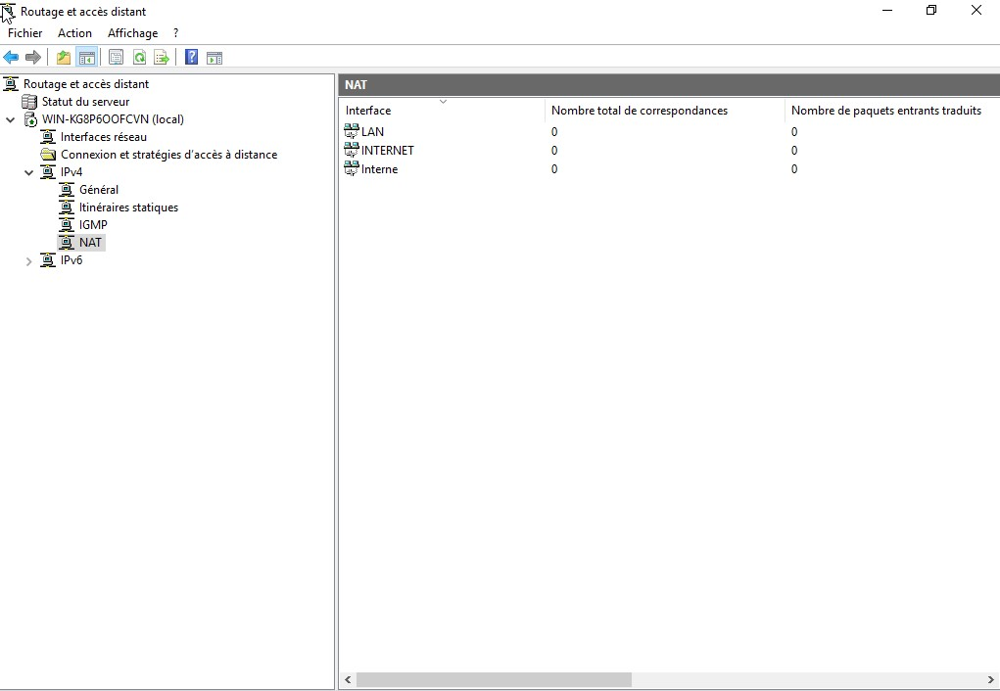 Routage et accès distant
Fichier Action Affichage ?
Routage et accès distant
Statut du serveur
WIN-KG8P6OOFCVN (local)
Interfaces réseau
Connexion et stratégies d'accès à distance
IPv4
Général
Itinéraires statiques
IGMP
NAT
IPv6
NAT
Interface Nombre total de correspondances Nombre de paquets entrants traduits
LAN 0 0
INTERNET 0 0
Interne 0 0